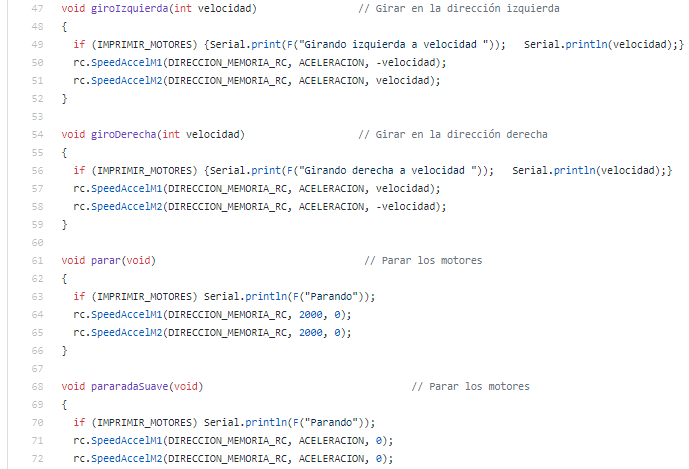 47 void giroIzquierda(int velocidad) // Girar en la dirección izquierda
48 {
49 if (IMPRIMIR_MOTORES) {Serial.print(F("Girando izquierda a velocidad ")); Serial.println(velocidad);}
50 rc.SpeedAccelM1(DIRECCION_MEMORIA_RC, ACELERACION, -velocidad);
51 rc.SpeedAccelM2(DIRECCION_MEMORIA_RC, ACELERACION, velocidad);
52 }
53
54 void giroDerecha(int velocidad) // Girar en la dirección derecha
55 {
56 if (IMPRIMIR_MOTORES) {Serial.print(F("Girando derecha a velocidad ")); Serial.println(velocidad);}
57 rc.SpeedAccelM1(DIRECCION_MEMORIA_RC, ACELERACION, velocidad);
58 rc.SpeedAccelM2(DIRECCION_MEMORIA_RC, ACELERACION, -velocidad);
59 }
60
61 void parar(void) // Parar los motores
62 {
63 if (IMPRIMIR_MOTORES) Serial.println(F("Parando"));
64 rc.SpeedAccelM1(DIRECCION_MEMORIA_RC, 2000, 0);
65 rc.SpeedAccelM2(DIRECCION_MEMORIA_RC, 2000, 0);
66 }
67
68 void pararadaSuave(void) // Parar los motores
69 {
70 if (IMPRIMIR_MOTORES) Serial.println(F("Parando"));
71 rc.SpeedAccelM1(DIRECCION_MEMORIA_RC, ACELERACION, 0);
72 rc.SpeedAccelM2(DIRECCION_MEMORIA_RC, ACELERACION, 0);